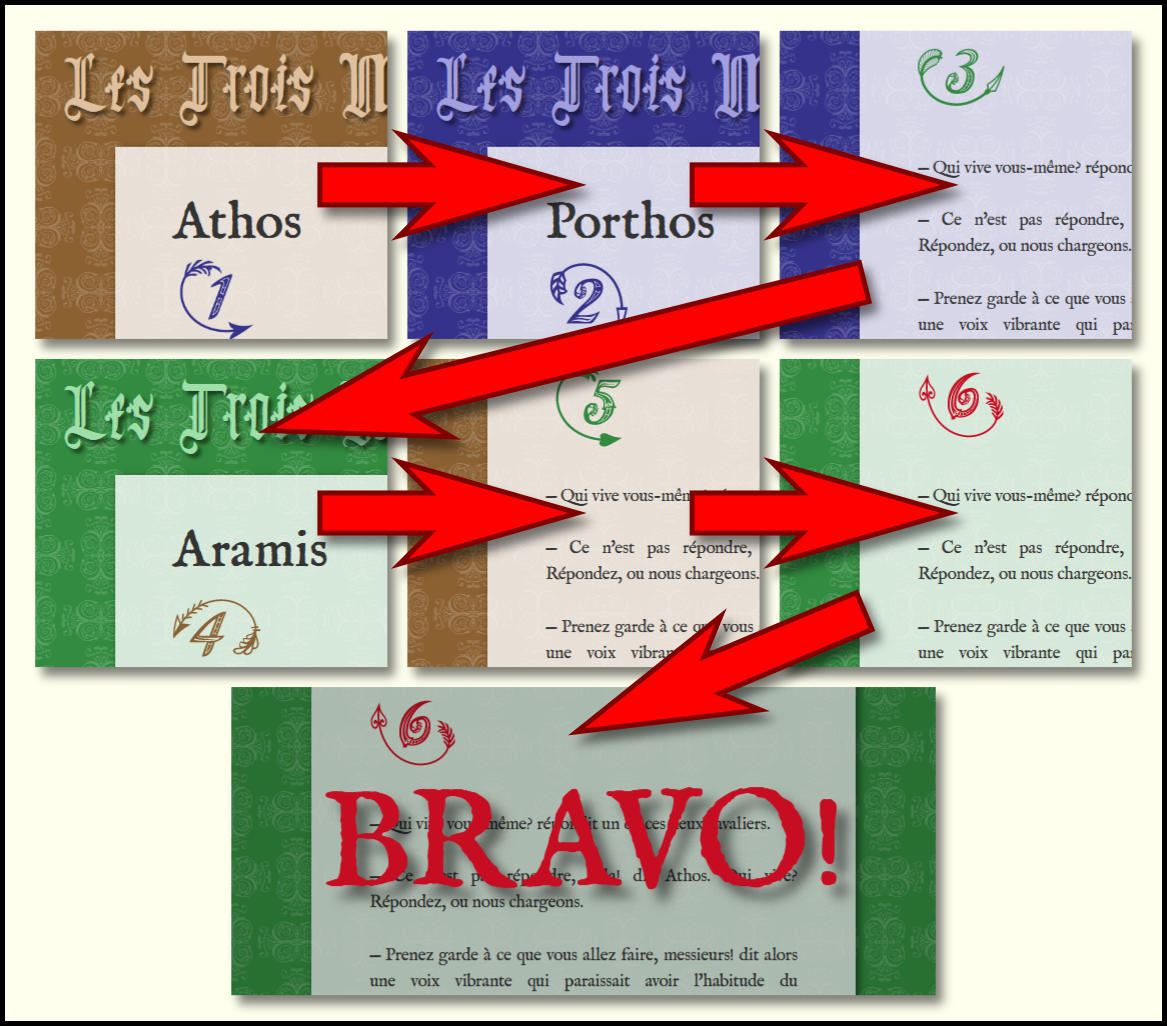 Les Trois M
Athos
1
Les Trois M
Porthos
2
3
– Qui vive vous-même? répond
– Ce n'est pas répondre,
Répondez, ou nous chargeons.
– Prenez garde à ce que vous
une voix vibrante qui pa
Les Trois
Aramis
4
5
– Qui vive vous-mêm
– Ce n'est pas répondre,
Répondez, ou nous chargeons.
– Prenez garde à ce que vous
une voix vibran
6
– Qui vive vous-même? répond
– Ce n'est pas répondre,
Répondez, ou nous chargeons.
– Prenez garde à ce que vous
une voix vibrante qui pa
6
BRAVO!
– Qui vive vous-même? répondit un de ces deux cavaliers.
– Ce n'est pas répondre, dit Athos. Qui vive?
Répondez, ou nous chargeons.
– Prenez garde à ce que vous allez faire, messieurs! dit alors
une voix vibrante qui paraissait avoir l'habitude du